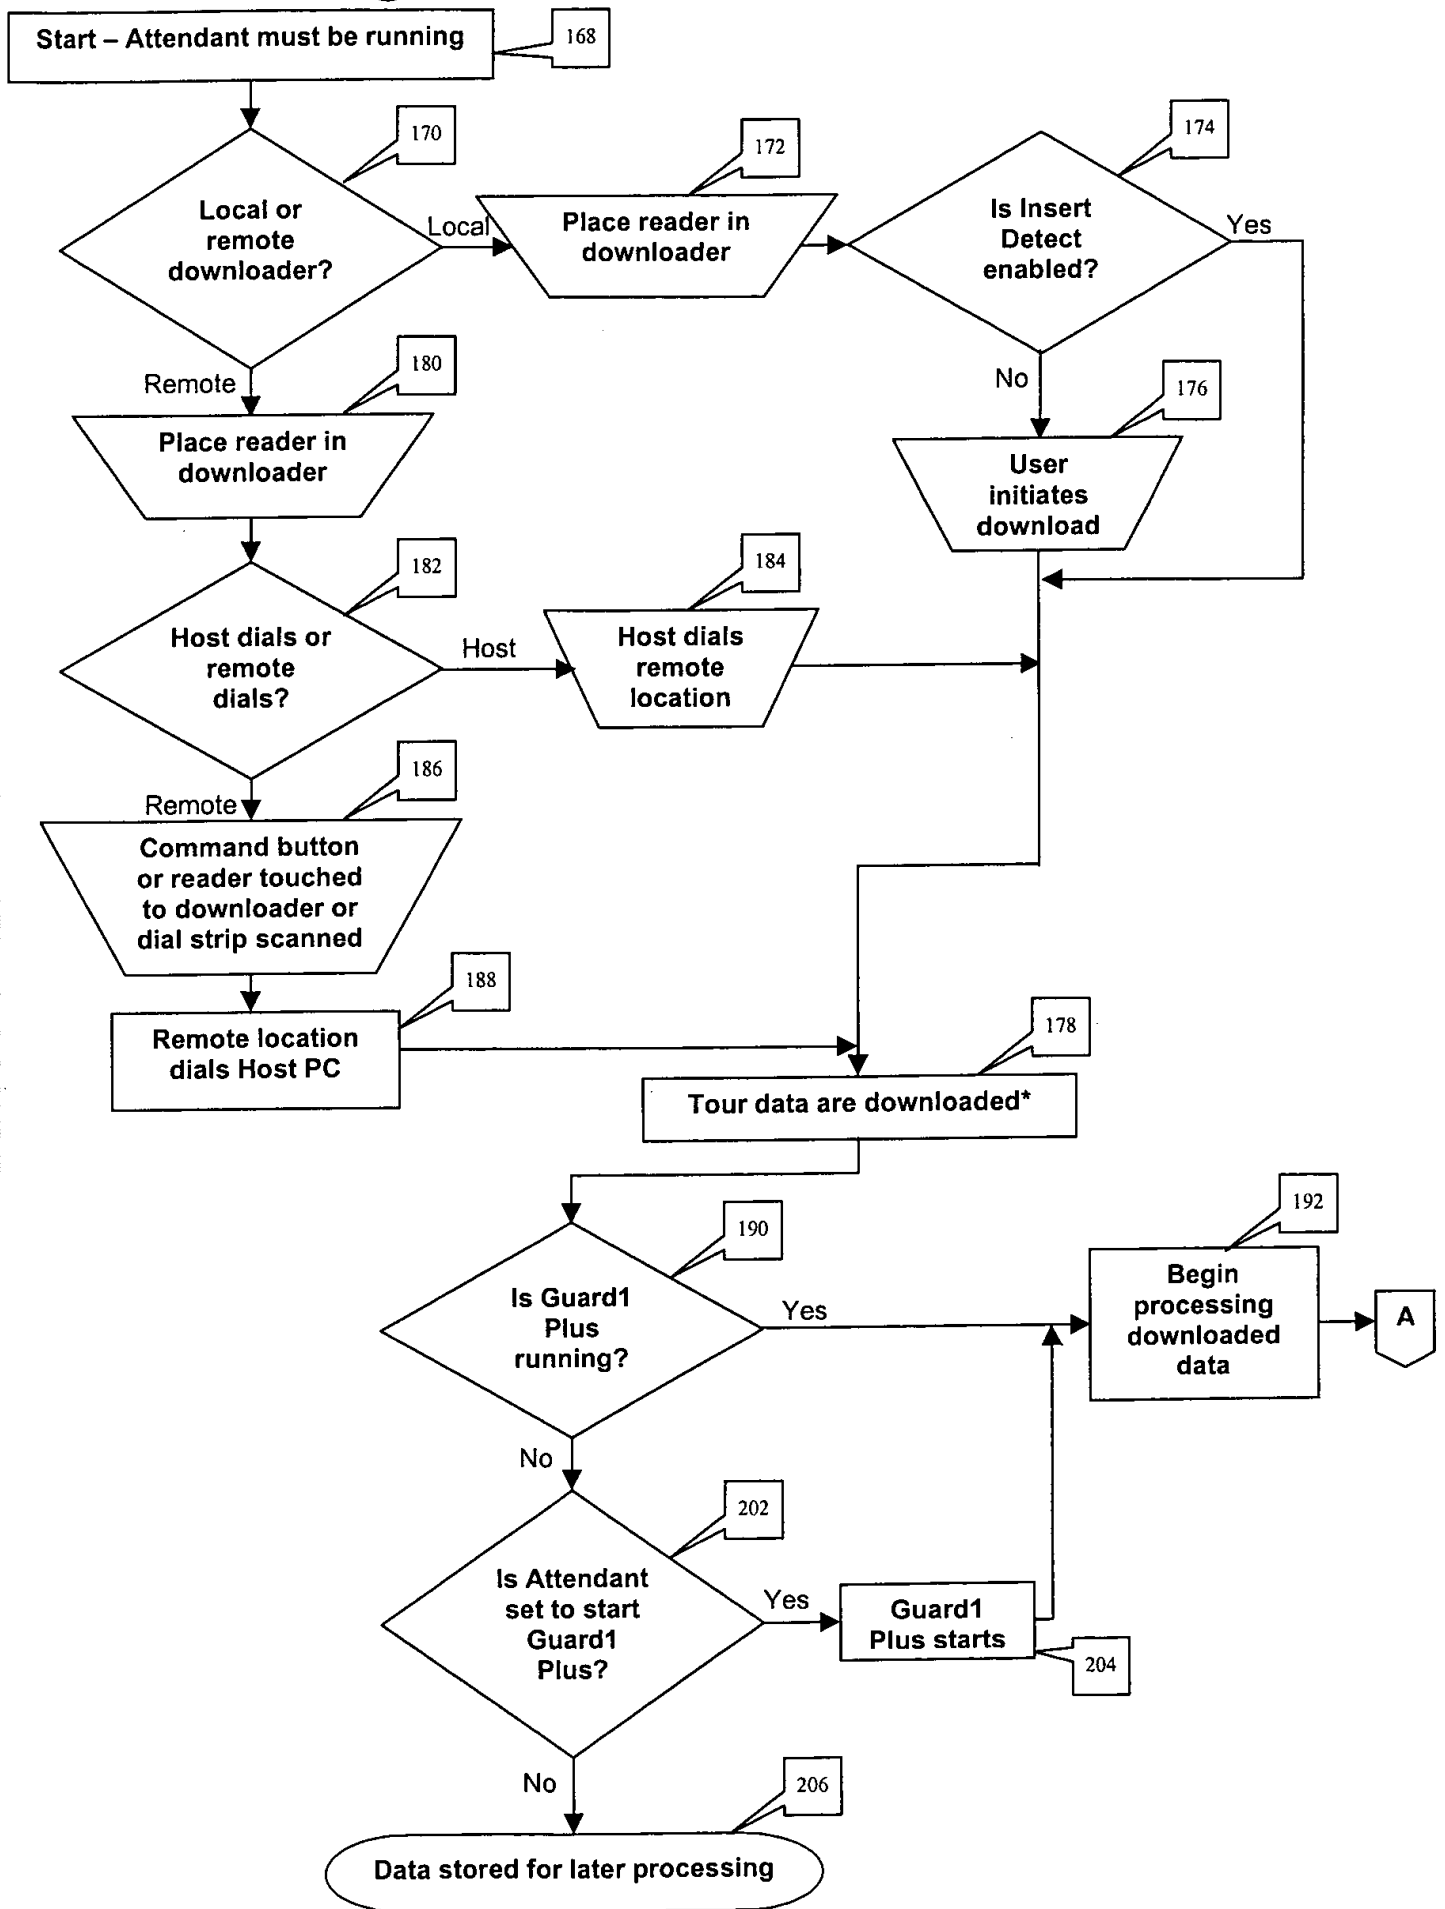 Start – Attendant must be running
168
170
Local or
remote
downloader?
Local
172
Place reader in
downloader
174
Is Insert
Detect
enabled?
Yes
Remote
180
Place reader in
downloader
No
176
User
initiates
download
182
Host dials or
remote
dials?
Host
184
Host dials
remote
location
Remote
186
Command button
or reader touched
to downloader or
dial strip scanned
188
Remote location
dials Host PC
178
Tour data are downloaded*
190
Is Guard1
Plus
running?
Yes
192
Begin
processing
downloaded
data
A
No
202
Is Attendant
set to start
Guard1
Plus?
Yes
Guard1
Plus starts
204
No
206
Data stored for later processing